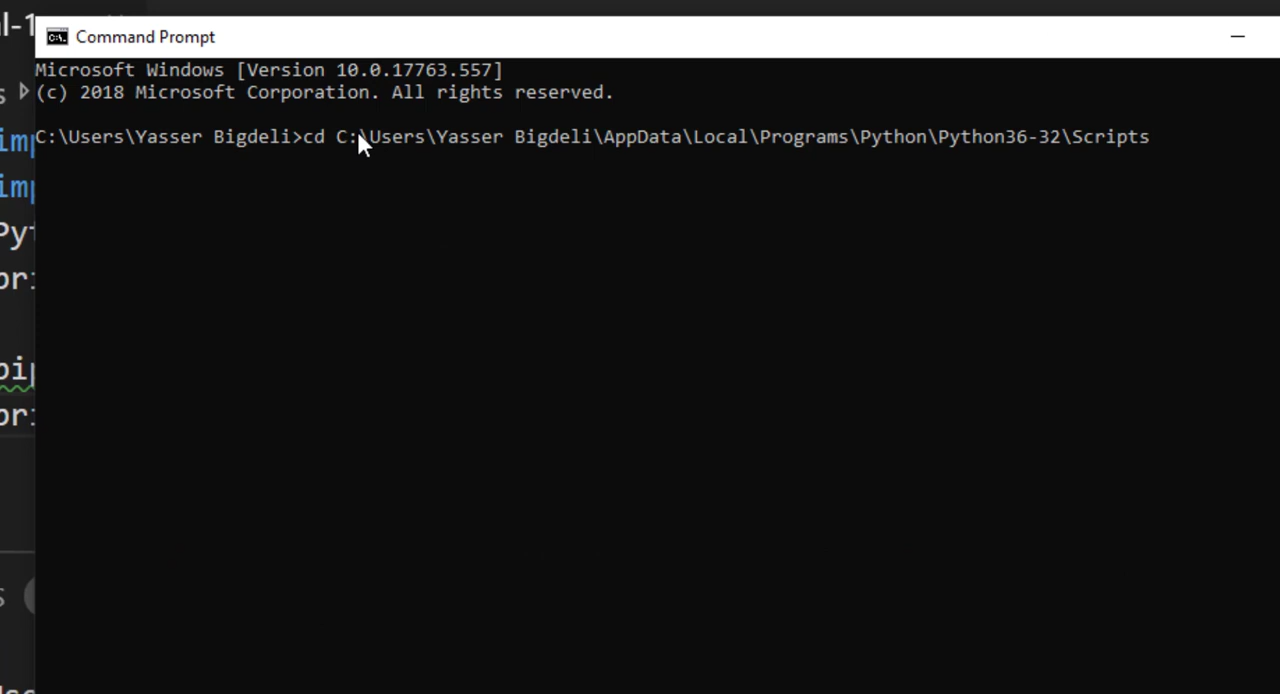 Command Prompt
Microsoft Windows [Version 10.0.17763.557]
(c) 2018 Microsoft Corporation. All rights reserved.
C:\Users\Yasser Bigdeli>cd C:\Users\Yasser Bigdeli\AppData\Local\Programs\Python\Python36-32\Scripts